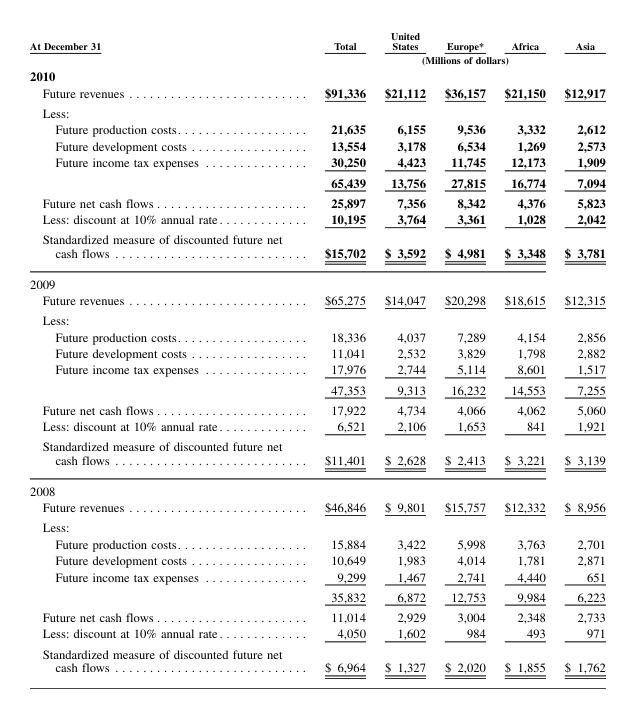 United
At December 31 Total States Europe* Africa Asia
(Millions of dollars)
2010
Future revenues . . . . . . . . . . . . . . . . . . . . . . . . . . $91,336 $21,112 $36,157 $21,150 $12,917
Less:
Future production costs. . . . . . . . . . . . . . . . . . . 21,635 6,155 9,536 3,332 2,612
Future development costs . . . . . . . . . . . . . . . . . 13,554 3,178 6,534 1,269 2,573
Future income tax expenses . . . . . . . . . . . . . . . 30,250 4,423 11,745 12,173 1,909
65,439 13,756 27,815 16,774 7,094
Future net cash flows . . . . . . . . . . . . . . . . . . . . . . 25,897 7,356 8,342 4,376 5,823
Less: discount at 10% annual rate. . . . . . . . . . . . . 10,195 3,764 3,361 1,028 2,042
Standardized measure of discounted future net
cash flows . . . . . . . . . . . . . . . . . . . . . . . . . . . . $15,702 $ 3,592 $ 4,981 $ 3,348 $ 3,781
2009
Future revenues . . . . . . . . . . . . . . . . . . . . . . . . . . $65,275 $14,047 $20,298 $18,615 $12,315
Less:
Future production costs. . . . . . . . . . . . . . . . . . . 18,336 4,037 7,289 4,154 2,856
Future development costs . . . . . . . . . . . . . . . . . 11,041 2,532 3,829 1,798 2,882
Future income tax expenses . . . . . . . . . . . . . . . 17,976 2,744 5,114 8,601 1,517
47,353 9,313 16,232 14,553 7,255
Future net cash flows . . . . . . . . . . . . . . . . . . . . . . 17,922 4,734 4,066 4,062 5,060
Less: discount at 10% annual rate. . . . . . . . . . . . . 6,521 2,106 1,653 841 1,921
Standardized measure of discounted future net
cash flows . . . . . . . . . . . . . . . . . . . . . . . . . . . . $11,401 $ 2,628 $ 2,413 $ 3,221 $ 3,139
2008
Future revenues . . . . . . . . . . . . . . . . . . . . . . . . . . $46,846 $ 9,801 $15,757 $12,332 $ 8,956
Less:
Future production costs. . . . . . . . . . . . . . . . . . . 15,884 3,422 5,998 3,763 2,701
Future development costs . . . . . . . . . . . . . . . . . 10,649 1,983 4,014 1,781 2,871
Future income tax expenses . . . . . . . . . . . . . . . 9,299 1,467 2,741 4,440 651
35,832 6,872 12,753 9,984 6,223
Future net cash flows . . . . . . . . . . . . . . . . . . . . . . 11,014 2,929 3,004 2,348 2,733
Less: discount at 10% annual rate. . . . . . . . . . . . . 4,050 1,602 984 493 971
Standardized measure of discounted future net
cash flows . . . . . . . . . . . . . . . . . . . . . . . . . . . . $ 6,964 $ 1,327 $ 2,020 $ 1,855 $ 1,762